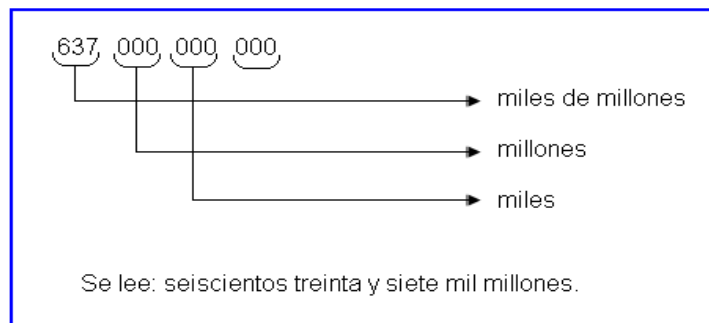 637 000 000 000
miles de millones
millones
miles
Se lee: seiscientos treinta y siete mil millones.